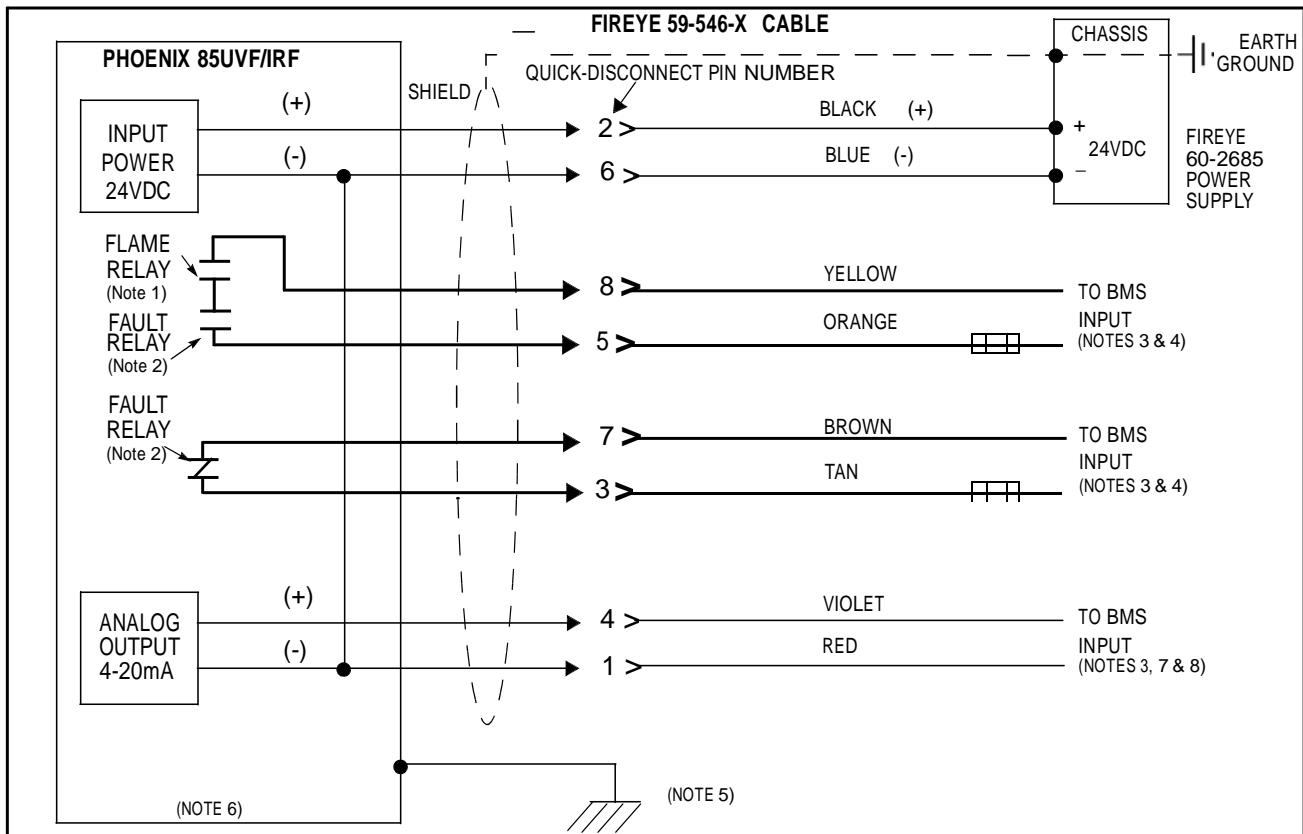 FIREYE 59-546-X CABLE
PHOENIX 85UVF/IRF
CHASSIS
EARTH
GROUND
QUICK-DISCONNECT PIN NUMBER
SHIELD
INPUT
POWER
24VDC
(+)
(-)
2
BLACK (+)
6
BLUE (-)
+
24VDC
–
FIREYE
60-2685
POWER
SUPPLY
FLAME
RELAY
(Note 1)
8
YELLOW
TO BMS
INPUT
(NOTES 3 & 4)
FAULT
RELAY
(Note 2)
5
ORANGE
FAULT
RELAY
(Note 2)
7
BROWN
TO BMS
INPUT
(NOTES 3 & 4)
3
TAN
ANALOG
OUTPUT
4-20mA
(+)
(-)
4
VIOLET
TO BMS
INPUT
(NOTES 3, 7 & 8)
1
RED
(NOTE 5)
(NOTE 6)